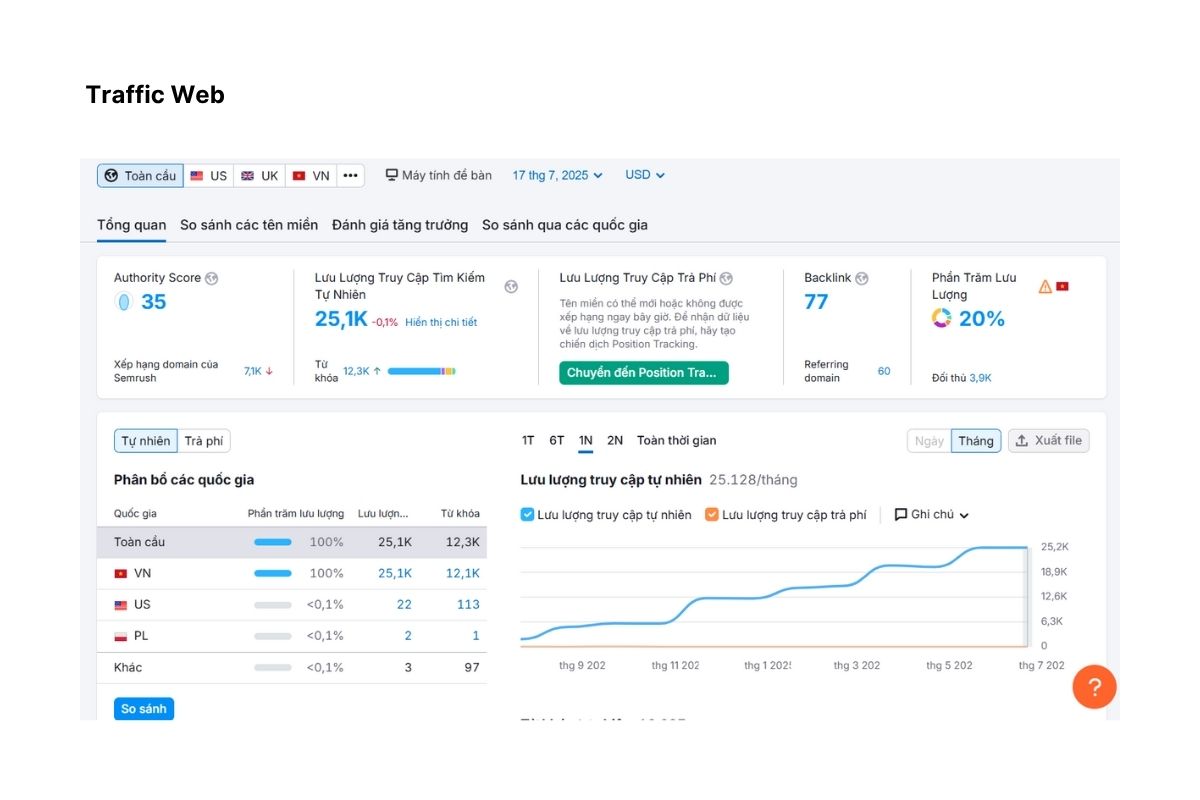 Traffic Web
Toàn cầu US UK VN •••
Máy tính để bàn 17 thg 7, 2025 USD
Tổng quan So sánh các tên miền Đánh giá tăng trưởng So sánh qua các quốc gia
Authority Score
35
Xếp hạng domain của
Semrush
7,1K ↓
Lưu Lượng Truy Cập Tìm Kiếm
Tự Nhiên
25,1K -0,1% Hiển thị chi tiết
Từ
khóa
12,3K ↑
Lưu Lượng Truy Cập Trả Phí
Tên miền có thể mới hoặc không được
xếp hạng ngay bây giờ. Để nhận dữ liệu
về lưu lượng truy cập trả phí, hãy tạo
chiến dịch Position Tracking.
Chuyển đến Position Tra...
Backlink
77
Referring
domain
60
Phần Trăm Lưu
Lượng
20%
Đối thủ 3,9K
Tự nhiên Trả phí
Phân bổ các quốc gia
Quốc gia Phần trăm lưu lượng Lưu lượn... Từ khóa
Toàn cầu 100% 25,1K 12,3K
VN 100% 25,1K 12,1K
US <0,1% 22 113
PL <0,1% 2 1
Khác <0,1% 3 97
So sánh
1T 6T 1N 2N Toàn thời gian
Ngày Tháng Xuất file
Lưu lượng truy cập tự nhiên 25.128/tháng
Lưu lượng truy cập tự nhiên Lưu lượng truy cập trả phí Ghi chú
25,2K
18,9K
12,6K
6,3K
0
thg 9 202 thg 11 202 thg 1 202 thg 3 202 thg 5 202 thg 7 202
?